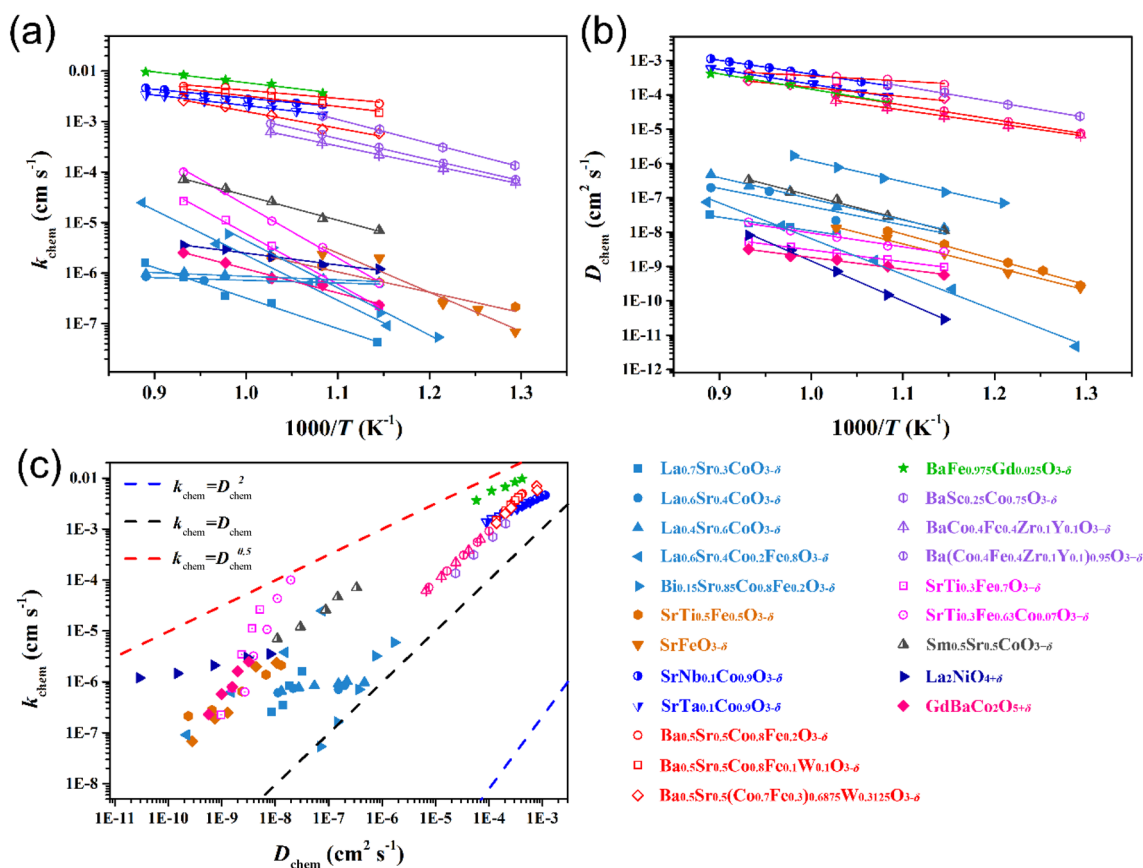 (a)
(b)
0.01
1E-3
1E-4
1E-5
1E-6
1E-7
k_chem (cm s⁻¹)
0.9
1.0
1.1
1.2
1.3
1000/T (K⁻¹)
1E-3
1E-4
1E-5
1E-6
1E-7
1E-8
1E-9
1E-10
1E-11
1E-12
D_chem (cm² s⁻¹)
0.9
1.0
1.1
1.2
1.3
1000/T (K⁻¹)
(c)
0.01
1E-3
1E-4
1E-5
1E-6
1E-7
1E-8
k_chem (cm s⁻¹)
k_chem=D_chem²
k_chem=D_chem
k_chem=D_chem^0.5
1E-11
1E-10
1E-9
1E-8
1E-7
1E-6
1E-5
1E-4
1E-3
D_chem (cm² s⁻¹)
La0.7Sr0.3CoO3-δ
La0.6Sr0.4CoO3-δ
La0.4Sr0.6CoO3-δ
La0.6Sr0.4Co0.2Fe0.8O3-δ
Bi0.15Sr0.85Co0.8Fe0.2O3-δ
SrTi0.5Fe0.5O3-δ
SrFeO3-δ
SrNb0.1Co0.9O3-δ
SrTa0.1Co0.9O3-δ
Ba0.5Sr0.5Co0.8Fe0.2O3-δ
Ba0.5Sr0.5Co0.8Fe0.1W0.1O3-δ
Ba0.5Sr0.5(Co0.7Fe0.3)0.6875W0.3125O3-δ
BaFe0.975Gd0.025O3-δ
BaSc0.25Co0.75O3-δ
BaCo0.4Fe0.4Zr0.1Y0.1O3-δ
Ba(Co0.4Fe0.4Zr0.1Y0.1)0.95O3-δ
SrTi0.3Fe0.7O3-δ
SrTi0.3Fe0.63Co0.07O3-δ
Sm0.5Sr0.5CoO3-δ
La2NiO4+δ
GdBaCo2O5+δ